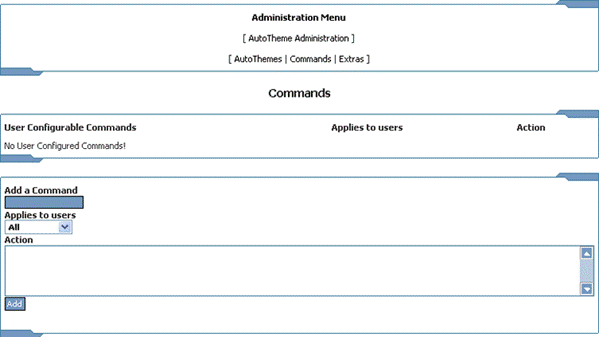 Administration Menu
[ AutoTheme Administration ]
[ AutoThemes | Commands | Extras ]
Commands
User Configurable Commands Applies to users Action
No User Configured Commands!
Add a Command
Applies to users
All
Action
Add